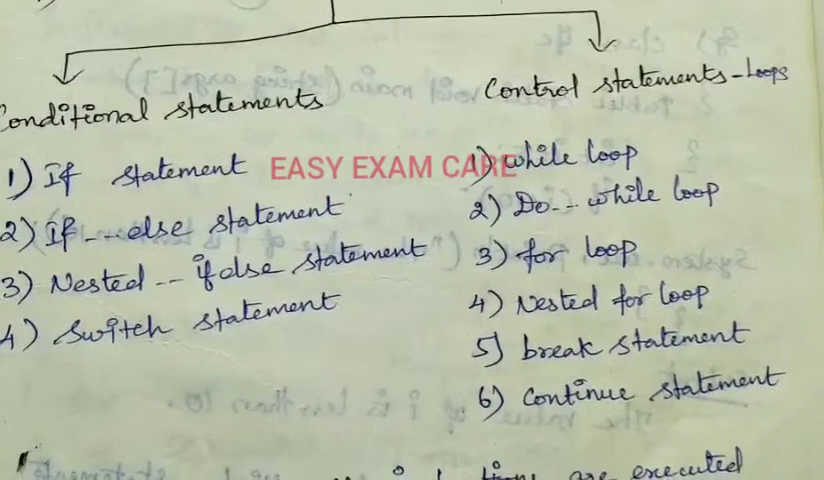 Conditional statements
1) If statement
2) If -- else statement
3) Nested -- if else statement
4) Switch statement
Control statements - Loops
1) while loop
2) Do -- while loop
3) for loop
4) Nested for loop
5) break statement
6) Continue statement
EASY EXAM CARE
are executed